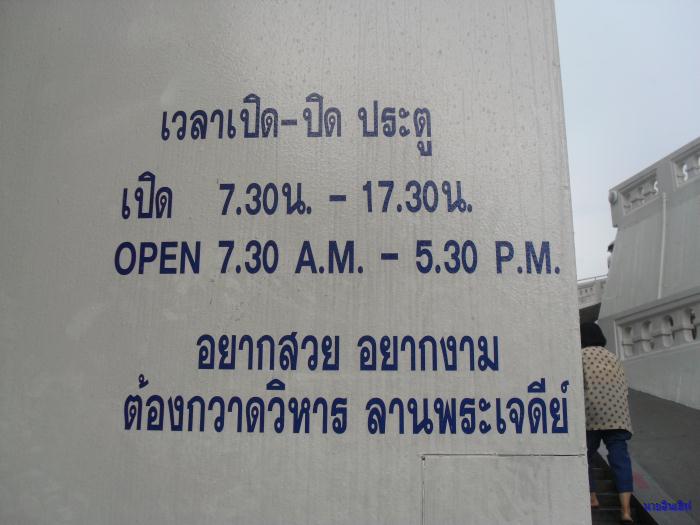 เวลาเปิด-ปิด ประตู
เปิด 7.30น. - 17.30น.
OPEN 7.30 A.M. - 5.30 P.M.
อยากสวย อยากงาม
ต้องกวาดวิหาร ลานพระเจดีย์